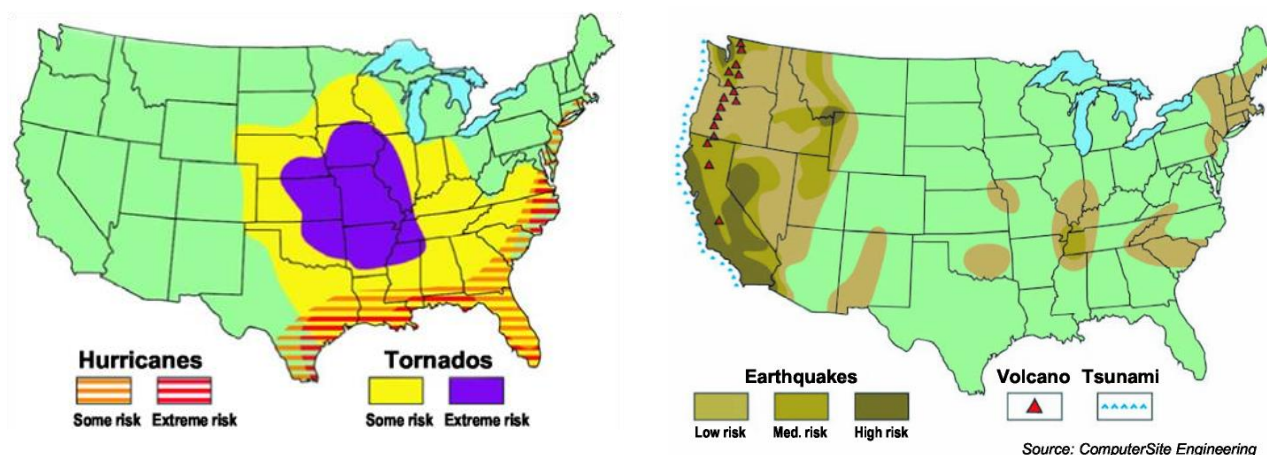 Hurricanes
Some risk Extreme risk
Tornados
Some risk Extreme risk
Earthquakes
Low risk Med. risk High risk
Volcano Tsunami
Source: ComputerSite Engineering